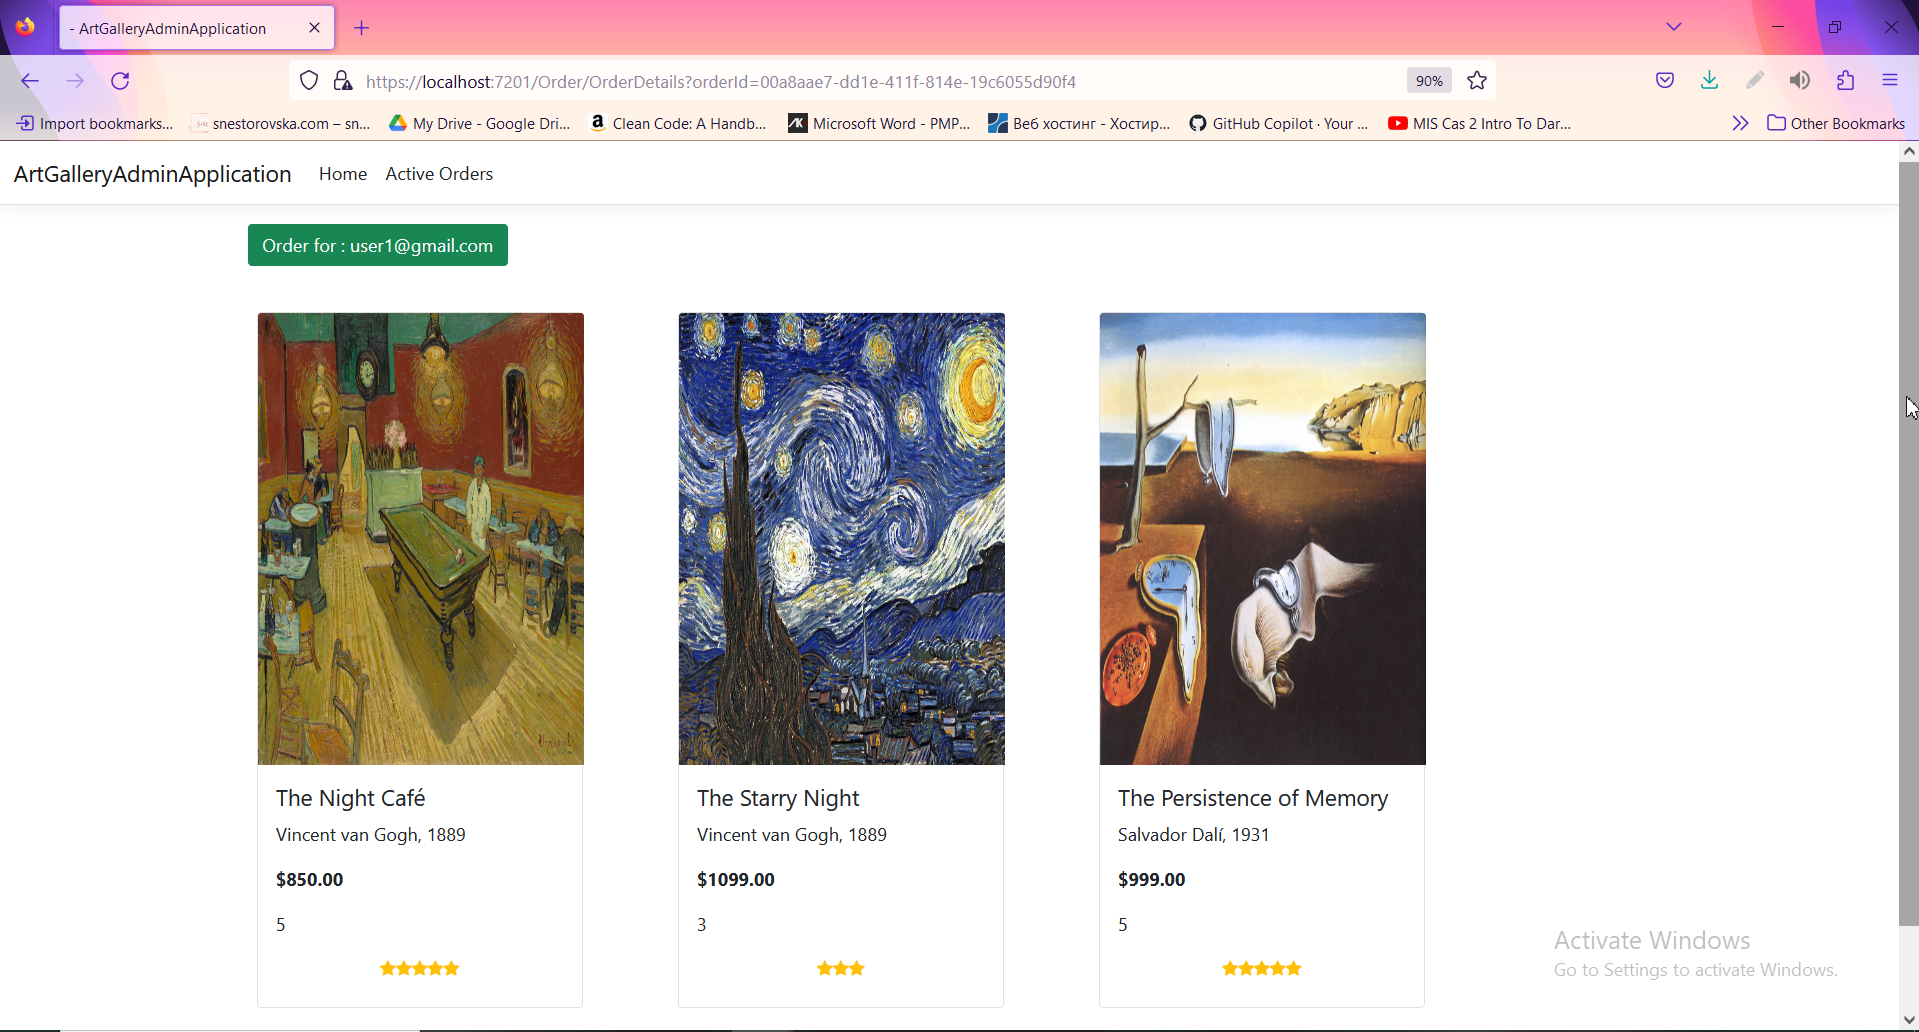 - ArtGalleryAdminApplication
https://localhost:7201/Order/OrderDetails?orderId=00a8aae7-dd1e-411f-814e-19c6055d90f4
90%
Import bookmarks...
snestorovska.com – sn...
My Drive - Google Dri...
Clean Code: A Handb...
Microsoft Word - PMP...
Веб хостинг - Хостир...
GitHub Copilot · Your ...
MIS Cas 2 Intro To Dar...
Other Bookmarks
ArtGalleryAdminApplication
Home
Active Orders
Order for : user1@gmail.com
The Night Café
Vincent van Gogh, 1889
$850.00
5
The Starry Night
Vincent van Gogh, 1889
$1099.00
3
The Persistence of Memory
Salvador Dalí, 1931
$999.00
5
Activate Windows
Go to Settings to activate Windows.